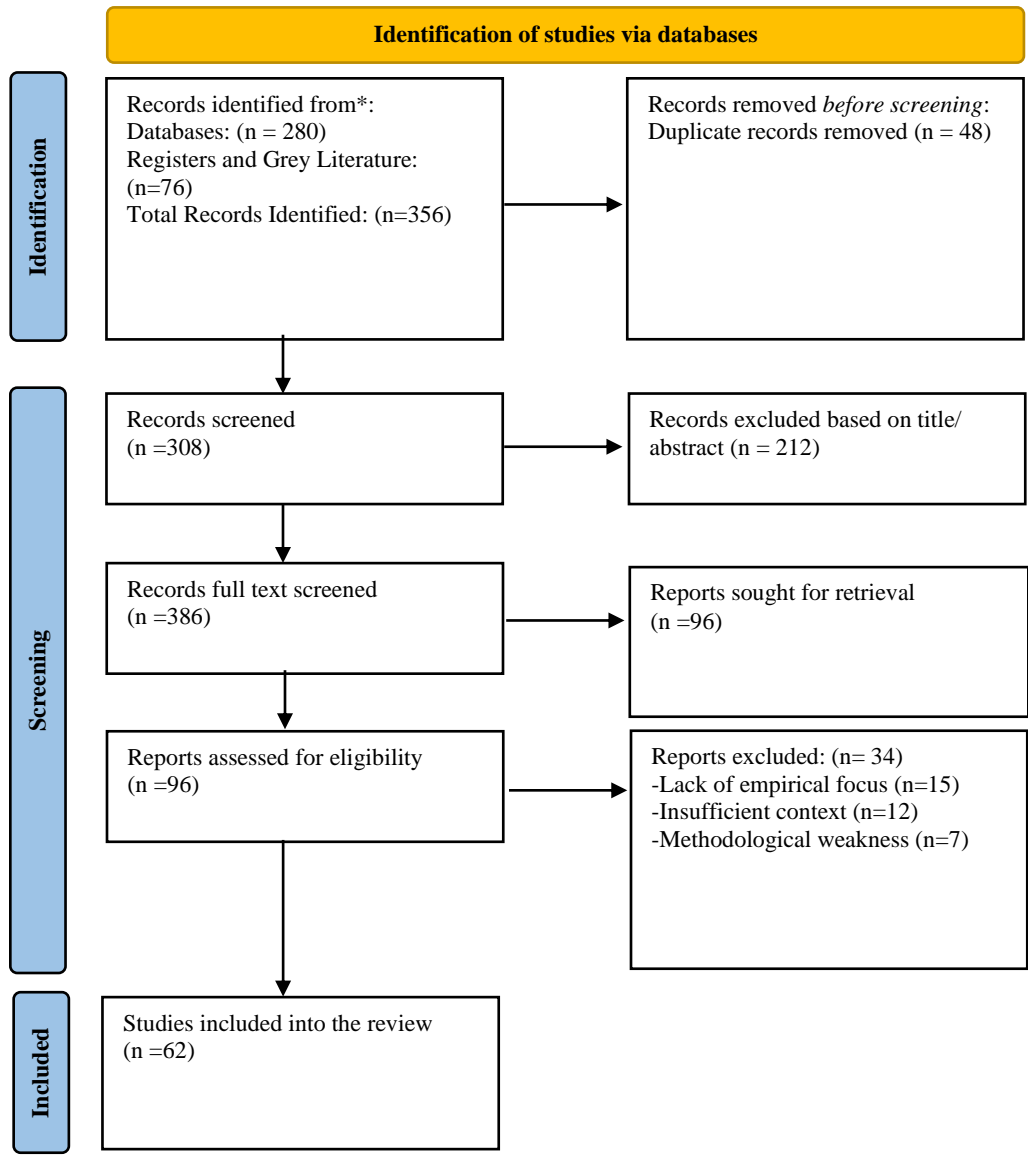 Identification of studies via databases
Identification
Records identified from*:
Databases: (n = 280)
Registers and Grey Literature:
(n=76)
Total Records Identified: (n=356)
Records removed before screening:
Duplicate records removed (n = 48)
Screening
Records screened
(n =308)
Records excluded based on title/
abstract (n = 212)
Records full text screened
(n =386)
Reports sought for retrieval
(n =96)
Reports assessed for eligibility
(n =96)
Reports excluded: (n= 34)
-Lack of empirical focus (n=15)
-Insufficient context (n=12)
-Methodological weakness (n=7)
Included
Studies included into the review
(n =62)